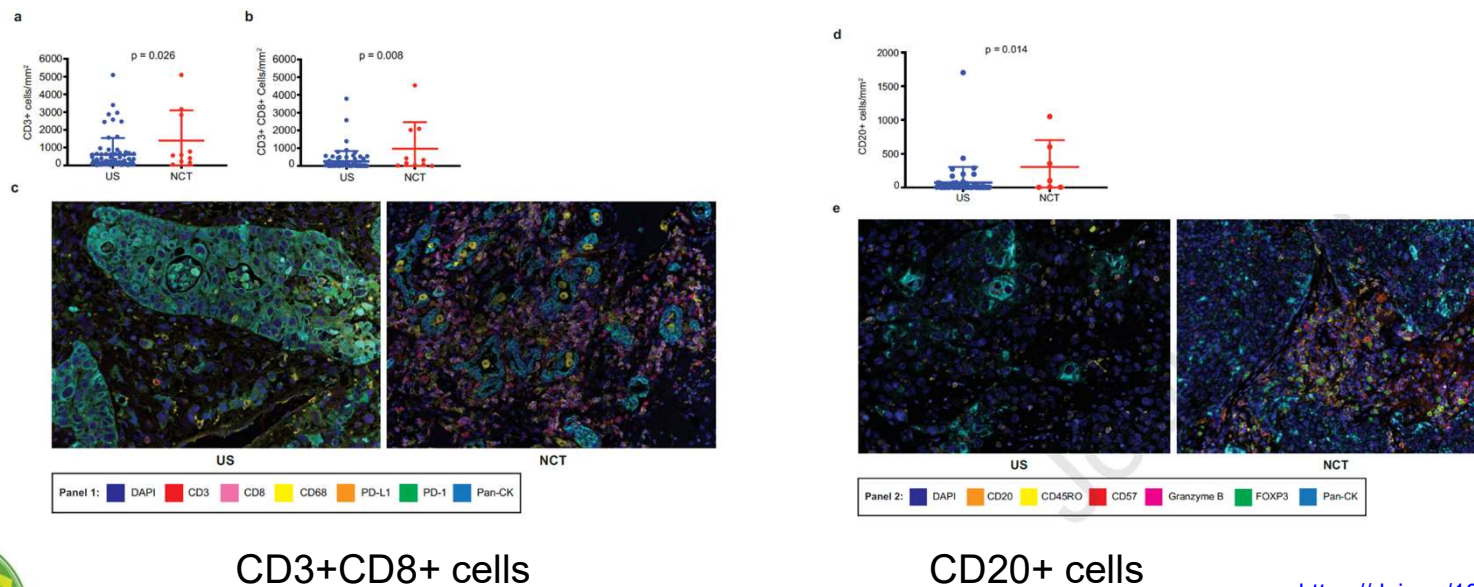 a
p = 0.026
CD3+ cells/mm²
6000
5000
4000
3000
2000
1000
0
US
NCT
b
p = 0.008
CD3+ CD8+ Cells/mm²
6000
5000
4000
3000
2000
1000
0
US
NCT
c
US
NCT
Panel 1: DAPI CD3 CD8 CD68 PD-L1 PD-1 Pan-CK
CD3+CD8+ cells
d
p = 0.014
CD20+ cells/mm²
2000
1500
1000
500
0
US
NCT
e
US
NCT
Panel 2: DAPI CD20 CD45RO CD57 Granzyme B FOXP3 Pan-CK
CD20+ cells